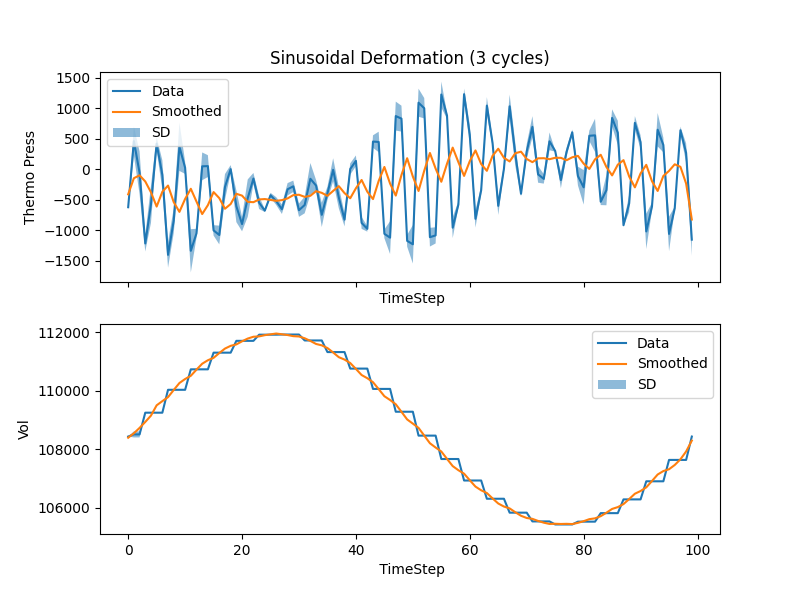 Sinusoidal Deformation (3 cycles)
Thermo Press
1500
1000
500
0
−500
−1000
−1500
Data
Smoothed
SD
TimeStep
Vol
112000
110000
108000
106000
Data
Smoothed
SD
0
20
40
60
80
100
TimeStep